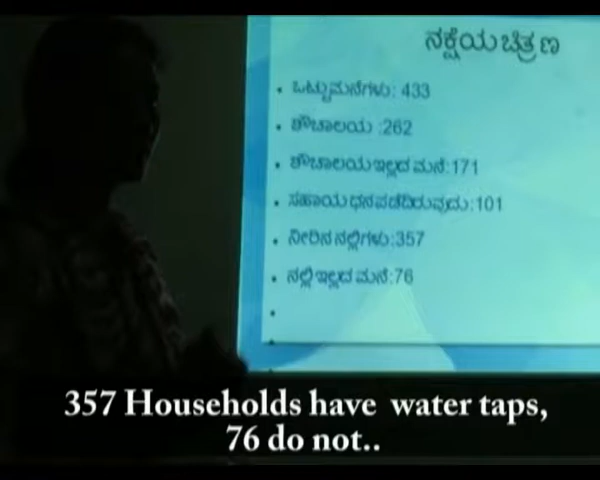 ನಕ್ಷೆಯ ಚಿತ್ರಣ
• ಒಟ್ಟು ಮನೆಗಳು: 433
• ಶೌಚಾಲಯ :262
• ಶೌಚಾಲಯ ಇಲ್ಲದ ಮನೆ:171
• ಸಹಾಯ ಧನ ಪಡೆದಿರುವುದು:101
• ನೀರಿನ ನಲ್ಲಿಗಳು:357
• ನಲ್ಲಿ ಇಲ್ಲದ ಮನೆ:76
357 Households have water taps,
76 do not..